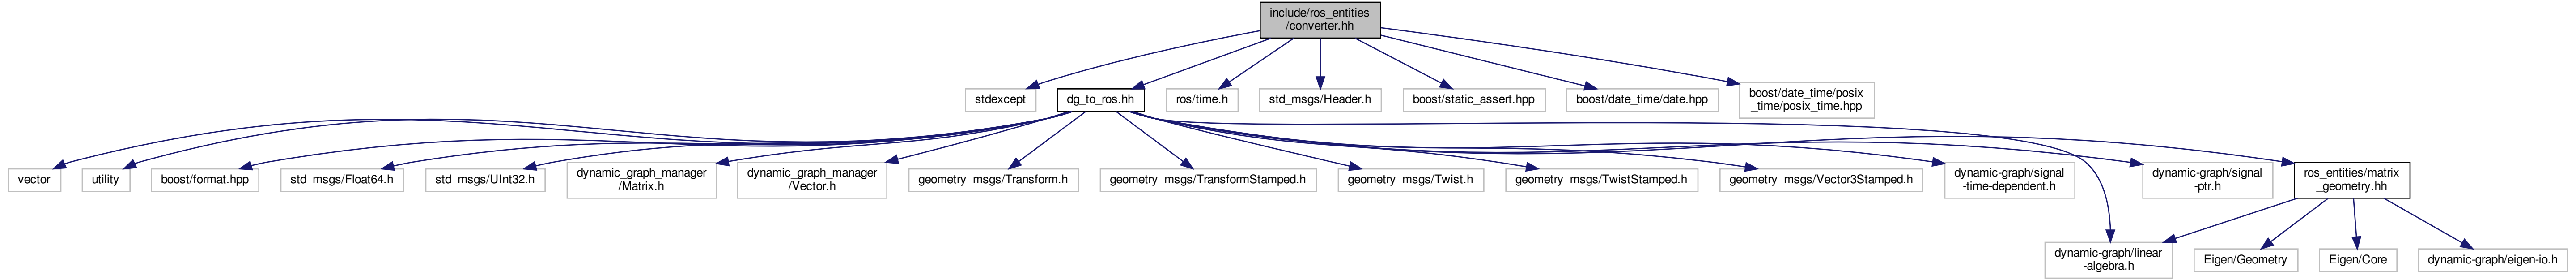 include/ros_entities
/converter.hh
stdexcept
dg_to_ros.hh
ros/time.h
std_msgs/Header.h
boost/static_assert.hpp
boost/date_time/date.hpp
boost/date_time/posix
_time/posix_time.hpp
vector
utility
boost/format.hpp
std_msgs/Float64.h
std_msgs/UInt32.h
dynamic_graph_manager
/Matrix.h
dynamic_graph_manager
/Vector.h
geometry_msgs/Transform.h
geometry_msgs/TransformStamped.h
geometry_msgs/Twist.h
geometry_msgs/TwistStamped.h
geometry_msgs/Vector3Stamped.h
dynamic-graph/signal
-time-dependent.h
dynamic-graph/signal
-ptr.h
ros_entities/matrix
_geometry.hh
dynamic-graph/linear
-algebra.h
Eigen/Geometry
Eigen/Core
dynamic-graph/eigen-io.h